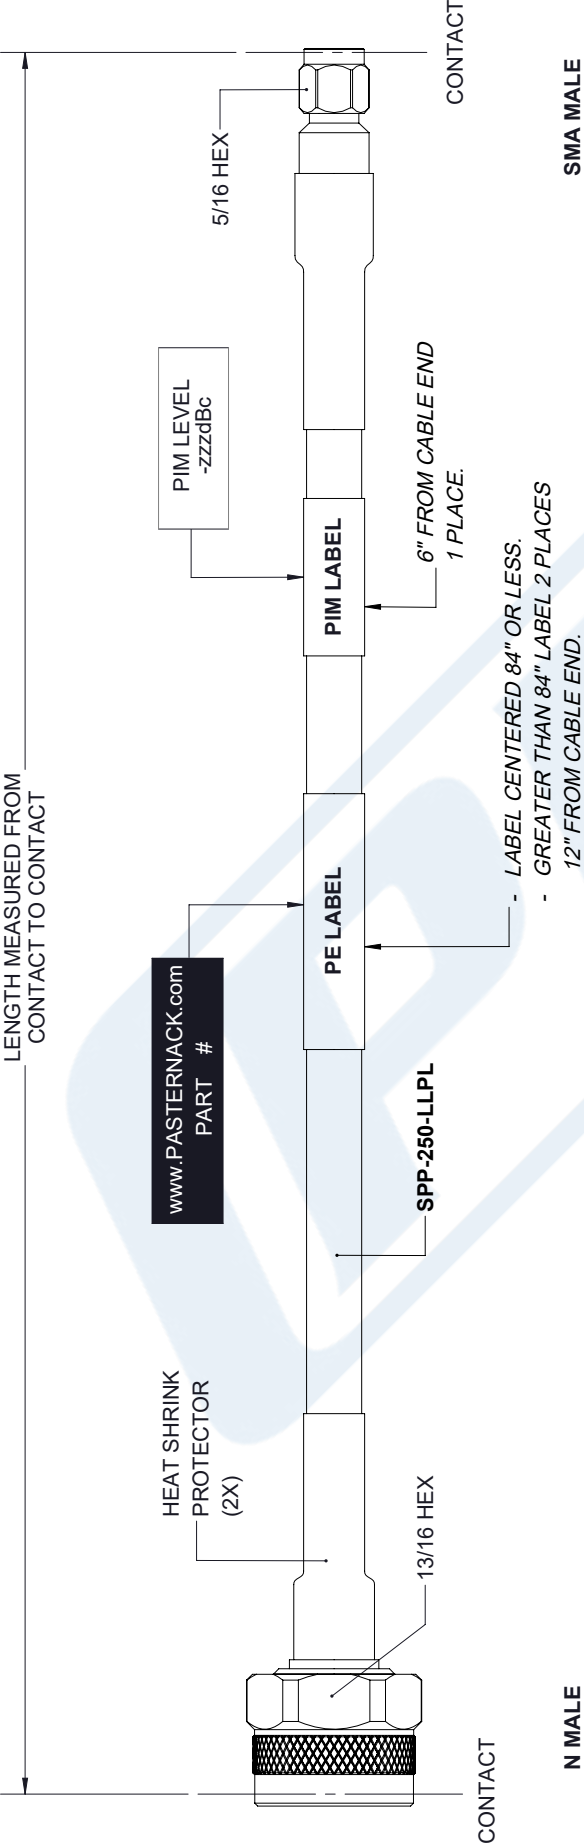 LENGTH MEASURED FROM
CONTACT TO CONTACT
HEAT SHRINK
PROTECTOR
(2X)
www.PASTERNACK.com
PART #
PIM LEVEL
-zzzdBc
5/16 HEX
PE LABEL
PIM LABEL
13/16 HEX
SPP-250-LLPL
6" FROM CABLE END
1 PLACE.
CONTACT
CONTACT
- LABEL CENTERED 84" OR LESS.
- GREATER THAN 84" LABEL 2 PLACES
12" FROM CABLE END.
N MALE
SMA MALE